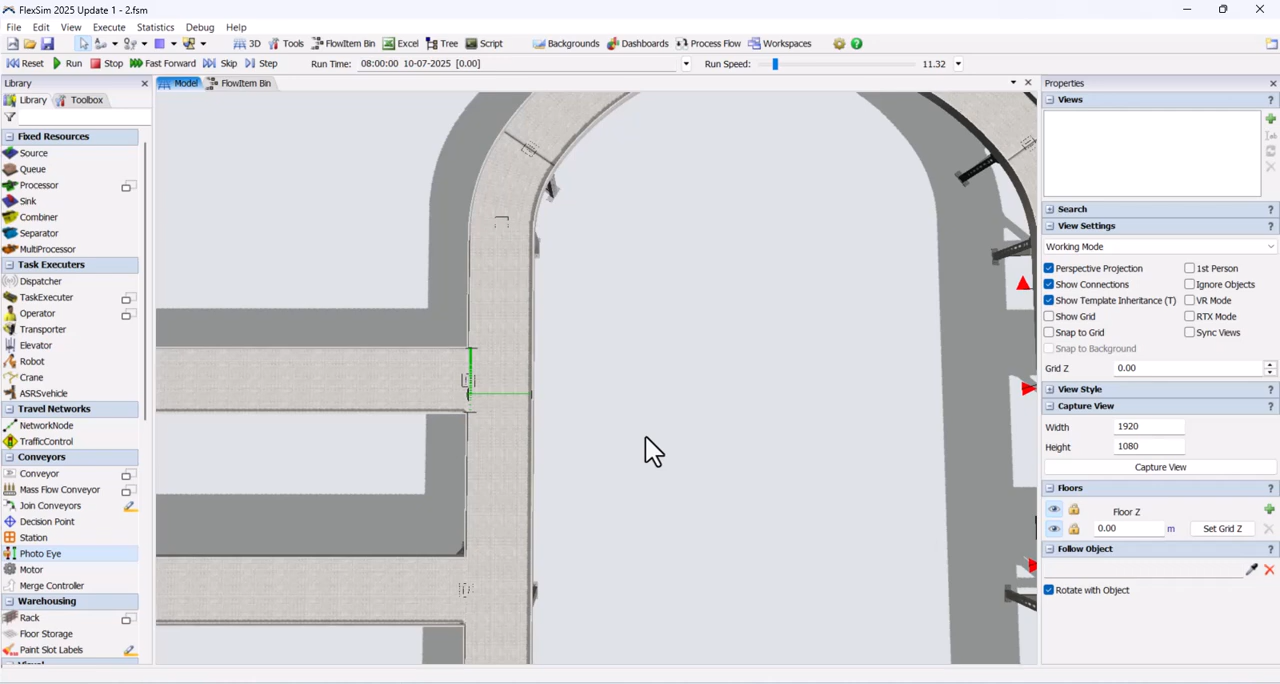 FlexSim 2025 Update 1 - 2.fsm
File Edit View Execute Statistics Debug Help
3D Tools FlowItem Bin Excel Tree Script Backgrounds Dashboards Process Flow Workspaces
Reset Run Stop Fast Forward Skip Step Run Time: 08:00:00 10-07-2025 [0.00] Run Speed: 11.32
Library
Library Toolbox
Fixed Resources
Source
Queue
Processor
Sink
Combiner
Separator
MultiProcessor
Task Executers
Dispatcher
TaskExecuter
Operator
Transporter
Elevator
Robot
Crane
ASRSvehicle
Travel Networks
NetworkNode
TrafficControl
Conveyors
Conveyor
Mass Flow Conveyor
Join Conveyors
Decision Point
Station
Photo Eye
Motor
Merge Controller
Warehousing
Rack
Floor Storage
Paint Slot Labels
Model FlowItem Bin
Properties
Views
Search
View Settings
Working Mode
Perspective Projection 1st Person
Show Connections Ignore Objects
Show Template Inheritance (T) VR Mode
Show Grid RTX Mode
Snap to Grid Sync Views
Snap to Background
Grid Z 0.00
View Style
Capture View
Width 1920
Height 1080
Capture View
Floors
Floor Z
0.00 m Set Grid Z
Follow Object
Rotate with Object